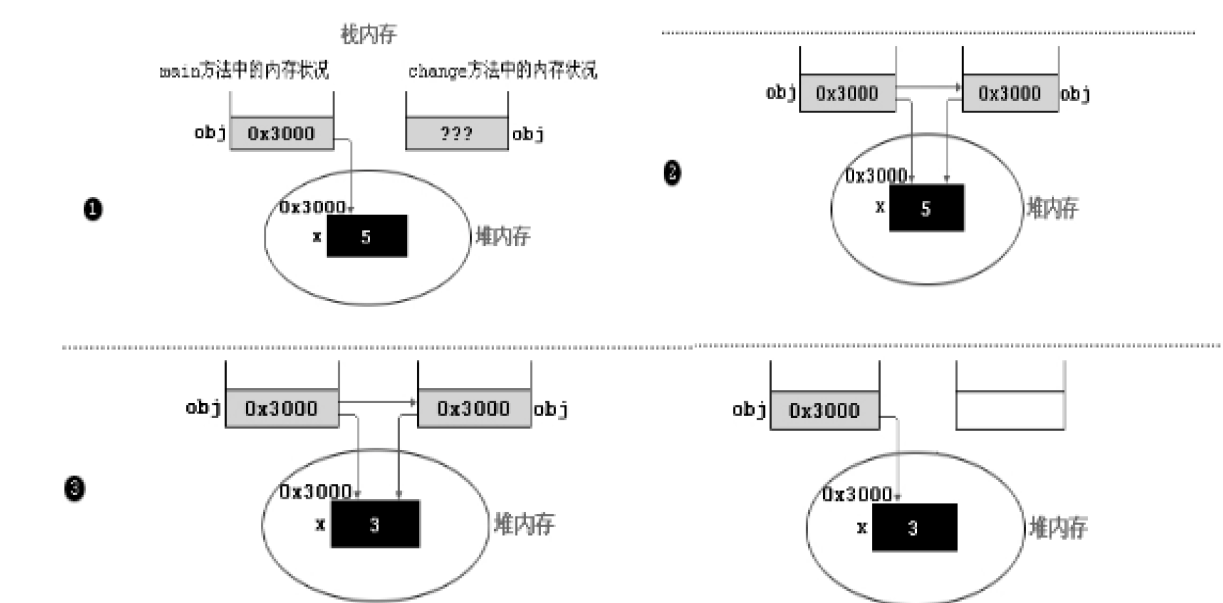 栈内存
main方法中的内存状况
change方法中的内存状况
obj 0x3000
??? obj
0x3000
x 5
堆内存
❶
obj 0x3000
0x3000 obj
❷
0x3000
x 5
堆内存
obj 0x3000
0x3000 obj
❸
0x3000
x 3
堆内存
obj 0x3000
0x3000
x 3
堆内存